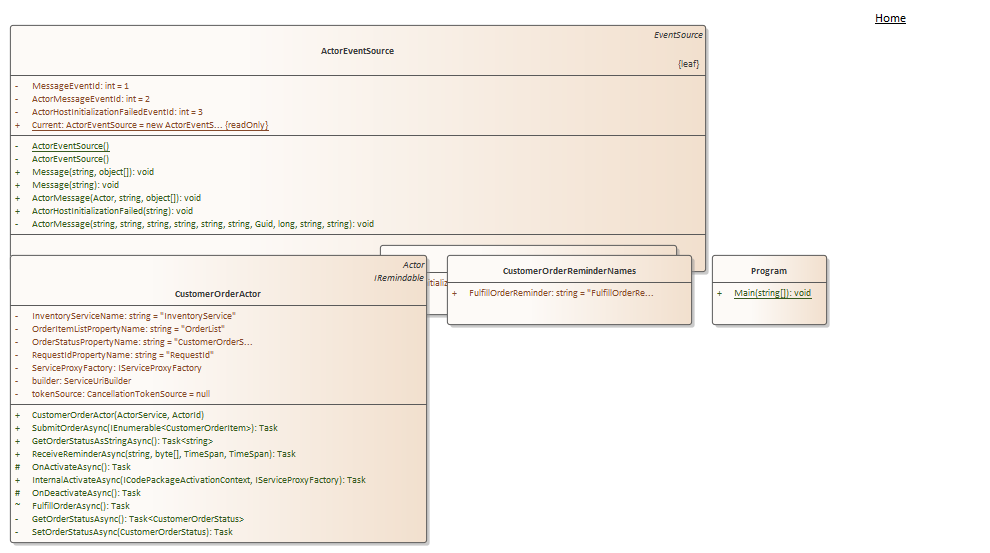 Home
EventSource
ActorEventSource
{leaf}
- MessageEventId: int = 1
- ActorMessageEventId: int = 2
- ActorHostInitializationFailedEventId: int = 3
+ Current: ActorEventSource = new ActorEventS... {readOnly}
- ActorEventSource()
- ActorEventSource()
+ Message(string, object[]): void
+ Message(string): void
+ ActorMessage(Actor, string, object[]): void
+ ActorHostInitializationFailed(string): void
- ActorMessage(string, string, string, string, string, string, Guid, long, string, string): void
Actor
IRemindable
CustomerOrderActor
- InventoryServiceName: string = "InventoryService"
- OrderItemListPropertyName: string = "OrderList"
- OrderStatusPropertyName: string = "CustomerOrderS...
- RequestIdPropertyName: string = "RequestId"
- ServiceProxyFactory: IServiceProxyFactory
- builder: ServiceUriBuilder
- tokenSource: CancellationTokenSource = null
+ CustomerOrderActor(ActorService, ActorId)
+ SubmitOrderAsync(IEnumerable<CustomerOrderItem>): Task
+ GetOrderStatusAsStringAsync(): Task<string>
+ ReceiveReminderAsync(string, byte[], TimeSpan, TimeSpan): Task
# OnActivateAsync(): Task
+ InternalActivateAsync(ICodePackageActivationContext, IServiceProxyFactory): Task
# OnDeactivateAsync(): Task
~ FulfillOrderAsync(): Task
- GetOrderStatusAsync(): Task<CustomerOrderStatus>
- SetOrderStatusAsync(CustomerOrderStatus): Task
CustomerOrderReminderNames
+ FulfillOrderReminder: string = "FulfillOrderRe...
Program
+ Main(string[]): void